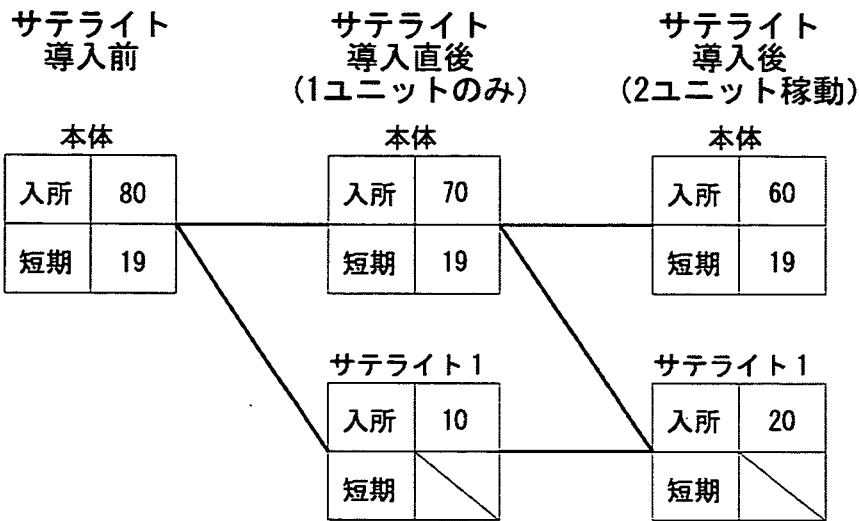 サテライト
導入前
サテライト
導入直後
(1ユニットのみ)
サテライト
導入後
(2ユニット稼動)
本体
入所 80
短期 19
本体
入所 70
短期 19
本体
入所 60
短期 19
サテライト1
入所 10
短期
サテライト1
入所 20
短期